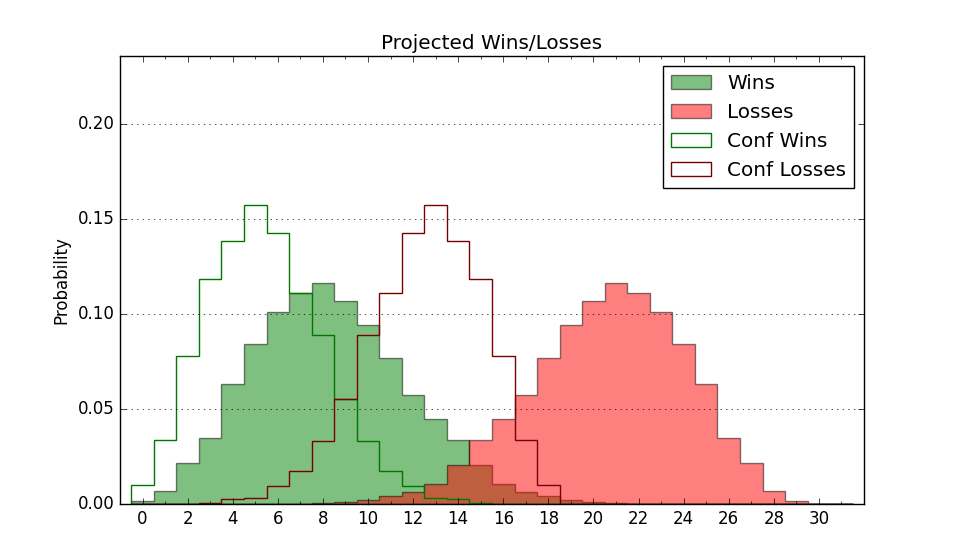 Projected Wins/Losses
Wins
Losses
Conf Wins
Conf Losses
Probability
0.20
0.15
0.10
0.05
0.00
0 2 4 6 8 10 12 14 16 18 20 22 24 26 28 30